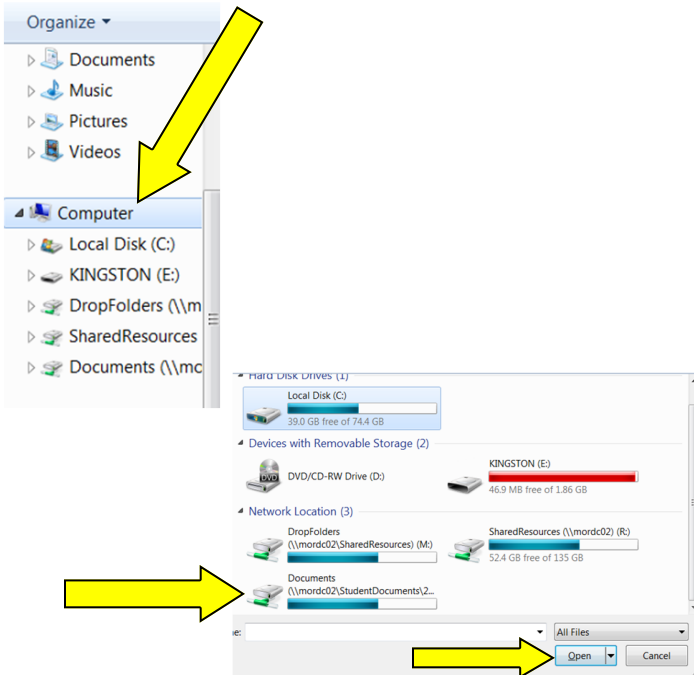 Organize
Documents
Music
Pictures
Videos
Computer
Local Disk (C:)
KINGSTON (E:)
DropFolders (\\m
SharedResources
Documents (\\mc
Hard Disk Drives (1)
Local Disk (C:)
39.0 GB free of 74.4 GB
Devices with Removable Storage (2)
DVD/CD-RW Drive (D:)
KINGSTON (E:)
46.9 MB free of 1.86 GB
Network Location (3)
DropFolders
(\\mordc02\SharedResources) (M:)
SharedResources (\\mordc02) (R:)
52.4 GB free of 135 GB
Documents
(\\mordc02\StudentDocuments\2...
e:
All Files
Open
Cancel